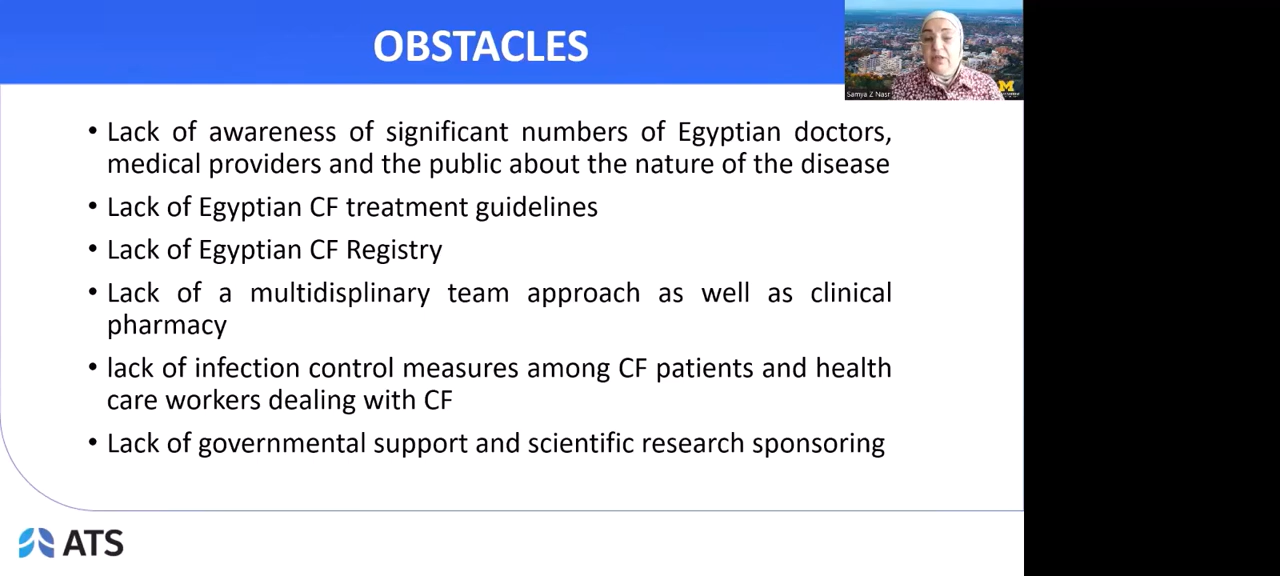 OBSTACLES
Samya Z Nasr
M
• Lack of awareness of significant numbers of Egyptian doctors,
medical providers and the public about the nature of the disease
• Lack of Egyptian CF treatment guidelines
• Lack of Egyptian CF Registry
• Lack of a multidisplinary team approach as well as clinical
pharmacy
• lack of infection control measures among CF patients and health
care workers dealing with CF
• Lack of governmental support and scientific research sponsoring
ATS